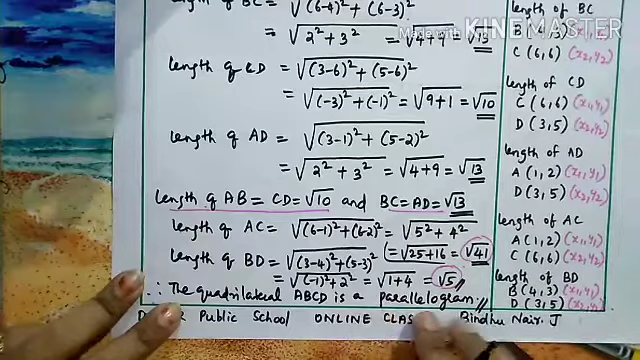 length of BC = √(6-4)² + (6-3)²
= √2² + 3² = √4+9 = √13
length of CD = √(3-6)² + (5-6)²
= √(-3)² + (-1)² = √9+1 = √10
length of AD = √(3-1)² + (5-2)²
= √2² + 3² = √4+9 = √13
length of AB = CD = √10 and BC = AD = √13
length of AC = √(6-1)² + (6-2)² = √5² + 4²
= √25+16 = √41
length of BD = √(3-4)² + (5-3)²
= √(-1)² + 2² = √1+4 = √5
∴ The quadrilateral ABCD is a parallelogram
Public School ONLINE CLASS Bindhu Nair. J
length of BC
B (4,3) (x₁,y₁)
C (6,6) (x₂,y₂)
length of CD
C (6,6) (x₁,y₁)
D (3,5) (x₂,y₂)
length of AD
A (1,2) (x₁,y₁)
D (3,5) (x₂,y₂)
length of AC
A (1,2) (x₁,y₁)
C (6,6) (x₂,y₂)
length of BD
B (4,3) (x₁,y₁)
D (3,5) (x₂,y₂)
Made with KINEMASTER